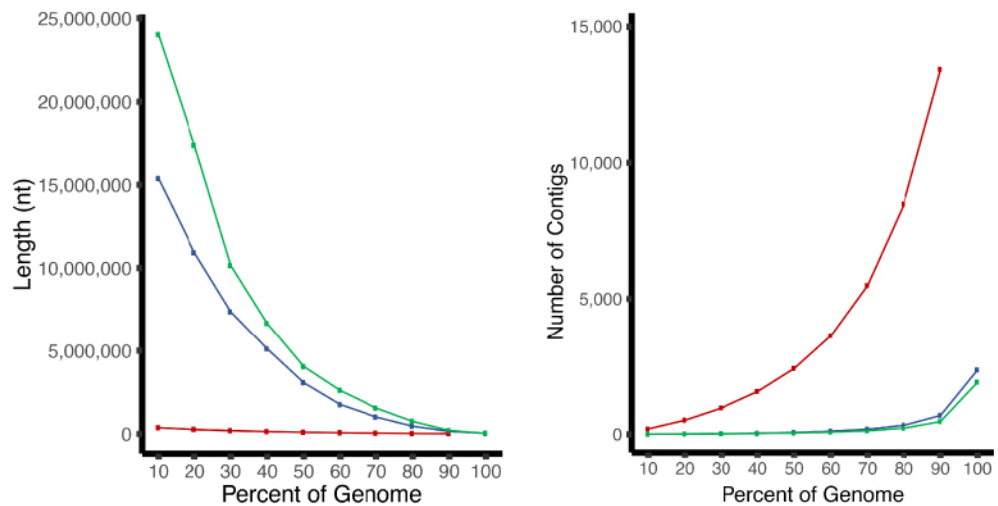 25,000,000
20,000,000
15,000,000
10,000,000
5,000,000
0
Length (nt)
10 20 30 40 50 60 70 80 90 100
Percent of Genome
15,000
10,000
5,000
0
Number of Contigs
10 20 30 40 50 60 70 80 90 100
Percent of Genome